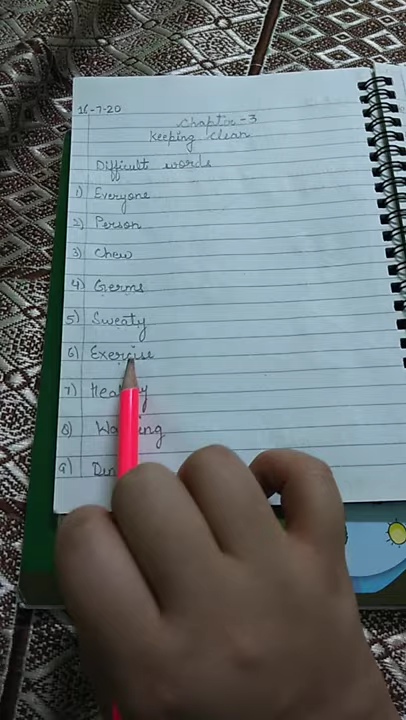 16-7-20
Chapter-3
Keeping clean
Difficult words
1) Everyone
2) Person
3) Chew
4) Germs
5) Sweaty
6) Exercise
7)
8)
9)